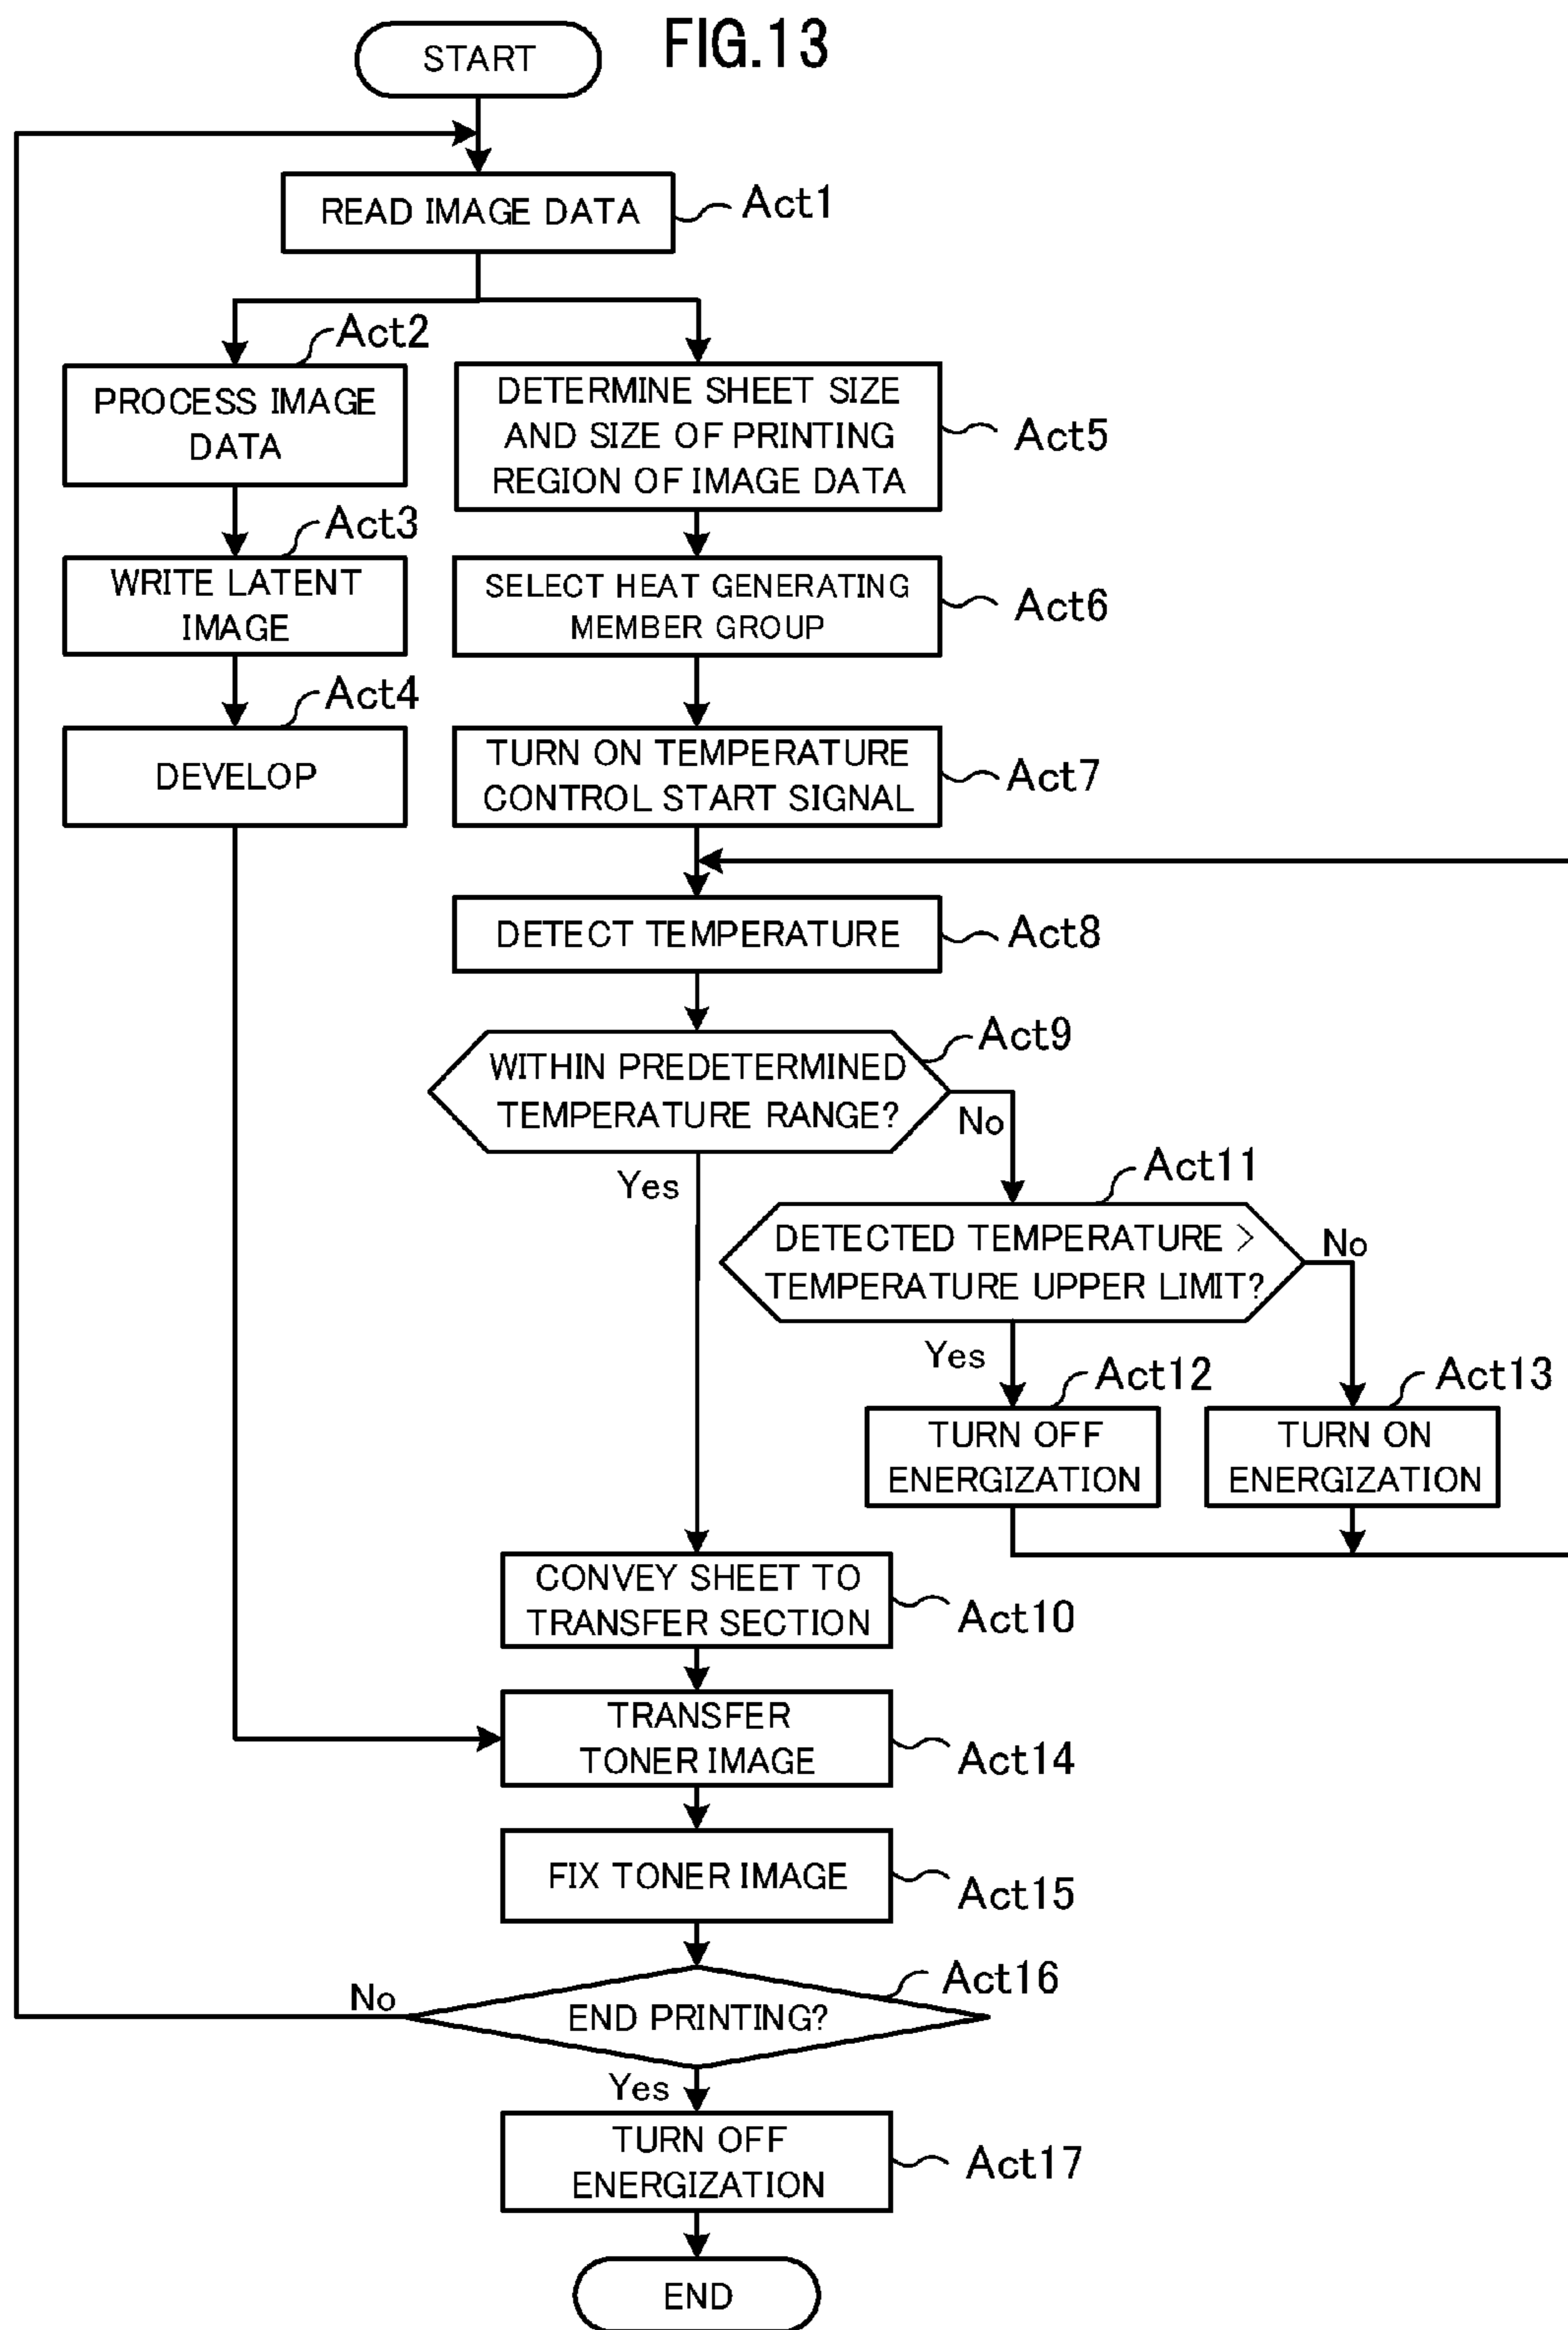 FIG.13
START
READ IMAGE DATA
Act1
Act2
PROCESS IMAGE
DATA
Act3
WRITE LATENT
IMAGE
Act4
DEVELOP
DETERMINE SHEET SIZE
AND SIZE OF PRINTING
REGION OF IMAGE DATA
Act5
SELECT HEAT GENERATING
MEMBER GROUP
Act6
TURN ON TEMPERATURE
CONTROL START SIGNAL
Act7
DETECT TEMPERATURE
Act8
Act9
WITHIN PREDETERMINED
TEMPERATURE RANGE?
No
Yes
Act11
DETECTED TEMPERATURE >
TEMPERATURE UPPER LIMIT?
No
Yes
Act12
TURN OFF
ENERGIZATION
Act13
TURN ON
ENERGIZATION
CONVEY SHEET TO
TRANSFER SECTION
Act10
TRANSFER
TONER IMAGE
Act14
FIX TONER IMAGE
Act15
Act16
END PRINTING?
No
Yes
TURN OFF
ENERGIZATION
Act17
END